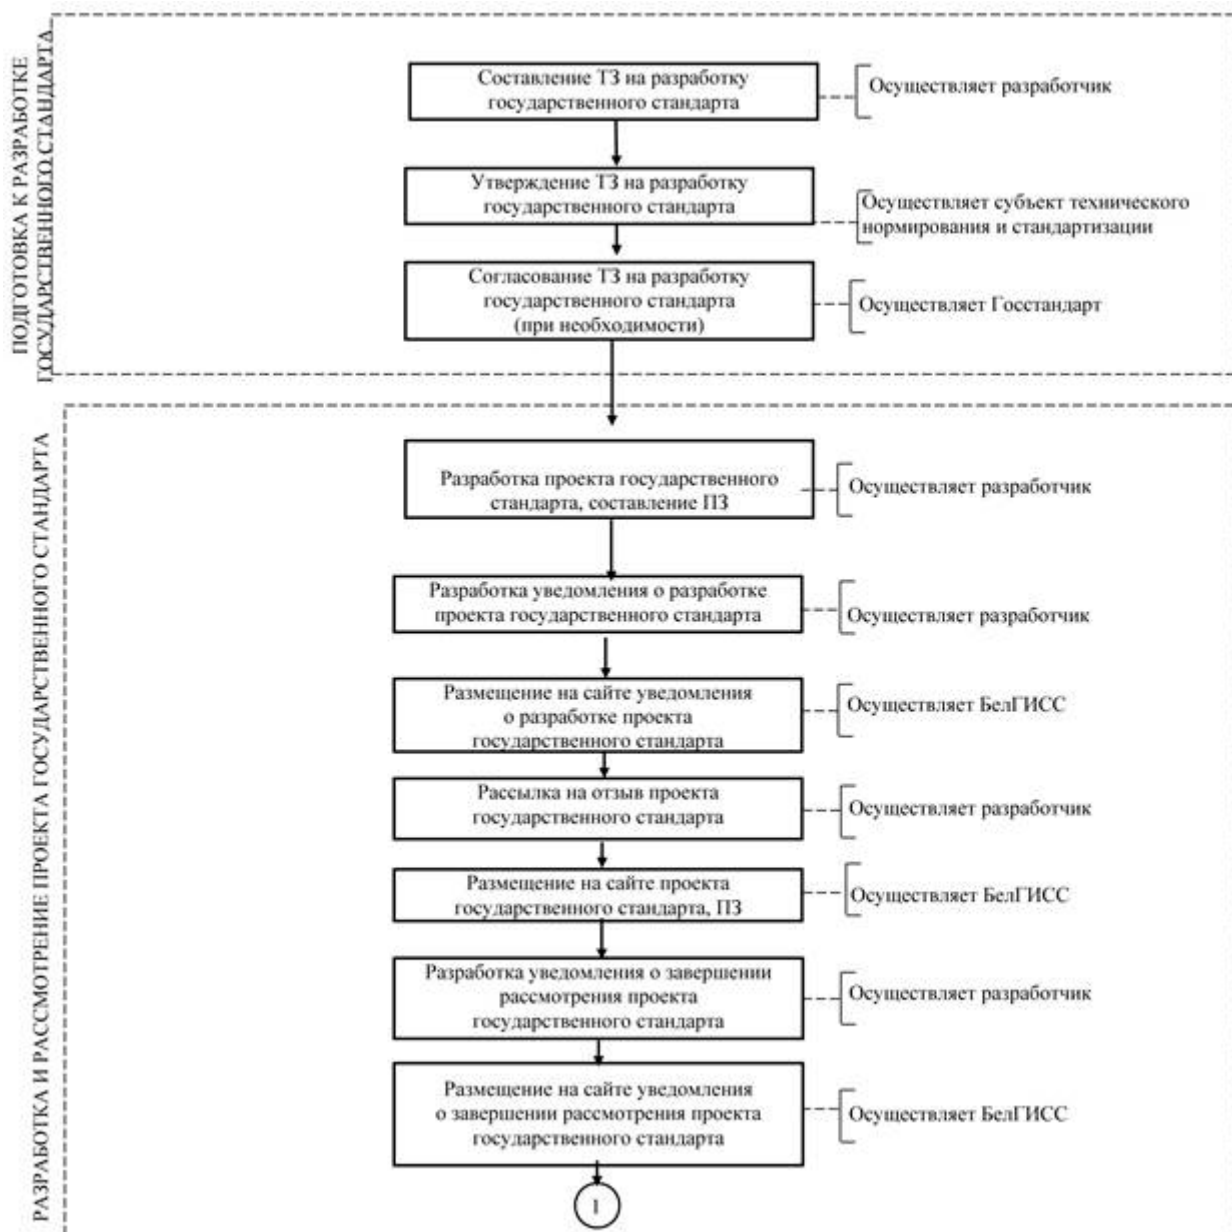 ПОДГОТОВКА К РАЗРАБОТКЕ
ГОСУДАРСТВЕННОГО СТАНДАРТА
Составление ТЗ на разработку
государственного стандарта
Осуществляет разработчик
Утверждение ТЗ на разработку
государственного стандарта
Осуществляет субъект технического
нормирования и стандартизации
Согласование ТЗ на разработку
государственного стандарта
(при необходимости)
Осуществляет Госстандарт
РАЗРАБОТКА И РАССМОТРЕНИЕ ПРОЕКТА ГОСУДАРСТВЕННОГО СТАНДАРТА
Разработка проекта государственного
стандарта, составление ПЗ
Осуществляет разработчик
Разработка уведомления о разработке
проекта государственного стандарта
Осуществляет разработчик
Размещение на сайте уведомления
о разработке проекта
государственного стандарта
Осуществляет БелГИСС
Рассылка на отзыв проекта
государственного стандарта
Осуществляет разработчик
Размещение на сайте проекта
государственного стандарта, ПЗ
Осуществляет БелГИСС
Разработка уведомления о завершении
рассмотрения проекта
государственного стандарта
Осуществляет разработчик
Размещение на сайте уведомления
о завершении рассмотрения проекта
государственного стандарта
Осуществляет БелГИСС
1